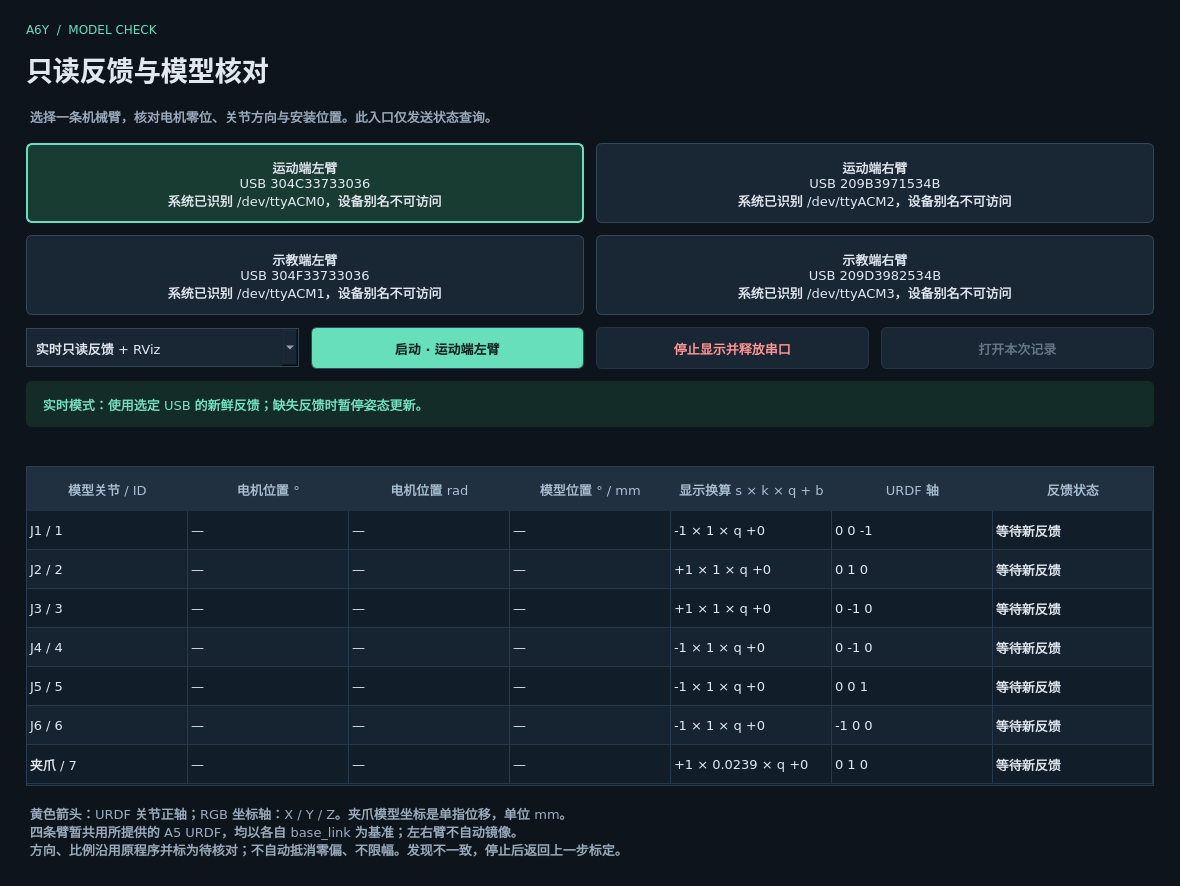 A6Y / MODEL CHECK
只读反馈与模型核对
选择一条机械臂，核对电机零位、关节方向与安装位置。此入口仅发送状态查询。
运动端左臂
USB 304C33733036
系统已识别 /dev/ttyACM0，设备别名不可访问
运动端右臂
USB 209B3971534B
系统已识别 /dev/ttyACM2，设备别名不可访问
示教端左臂
USB 304F33733036
系统已识别 /dev/ttyACM1，设备别名不可访问
示教端右臂
USB 209D3982534B
系统已识别 /dev/ttyACM3，设备别名不可访问
实时只读反馈 + RViz
启动 · 运动端左臂
停止显示并释放串口
打开本次记录
实时模式：使用选定 USB 的新鲜反馈；缺失反馈时暂停姿态更新。
模型关节 / ID 电机位置 ° 电机位置 rad 模型位置 ° / mm 显示换算 s × k × q + b URDF 轴 反馈状态
J1 / 1 — — — -1 × 1 × q +0 0 0 -1 等待新反馈
J2 / 2 — — — +1 × 1 × q +0 0 1 0 等待新反馈
J3 / 3 — — — +1 × 1 × q +0 0 -1 0 等待新反馈
J4 / 4 — — — -1 × 1 × q +0 0 -1 0 等待新反馈
J5 / 5 — — — -1 × 1 × q +0 0 0 1 等待新反馈
J6 / 6 — — — -1 × 1 × q +0 -1 0 0 等待新反馈
夹爪 / 7 — — — +1 × 0.0239 × q +0 0 1 0 等待新反馈
黄色箭头：URDF 关节正轴；RGB 坐标轴：X / Y / Z。夹爪模型坐标是单指位移，单位 mm。
四条臂暂共用所提供的 A5 URDF，均以各自 base_link 为基准；左右臂不自动镜像。
方向、比例沿用原程序并标为待核对；不自动抵消零偏、不限幅。发现不一致，停止后返回上一步标定。